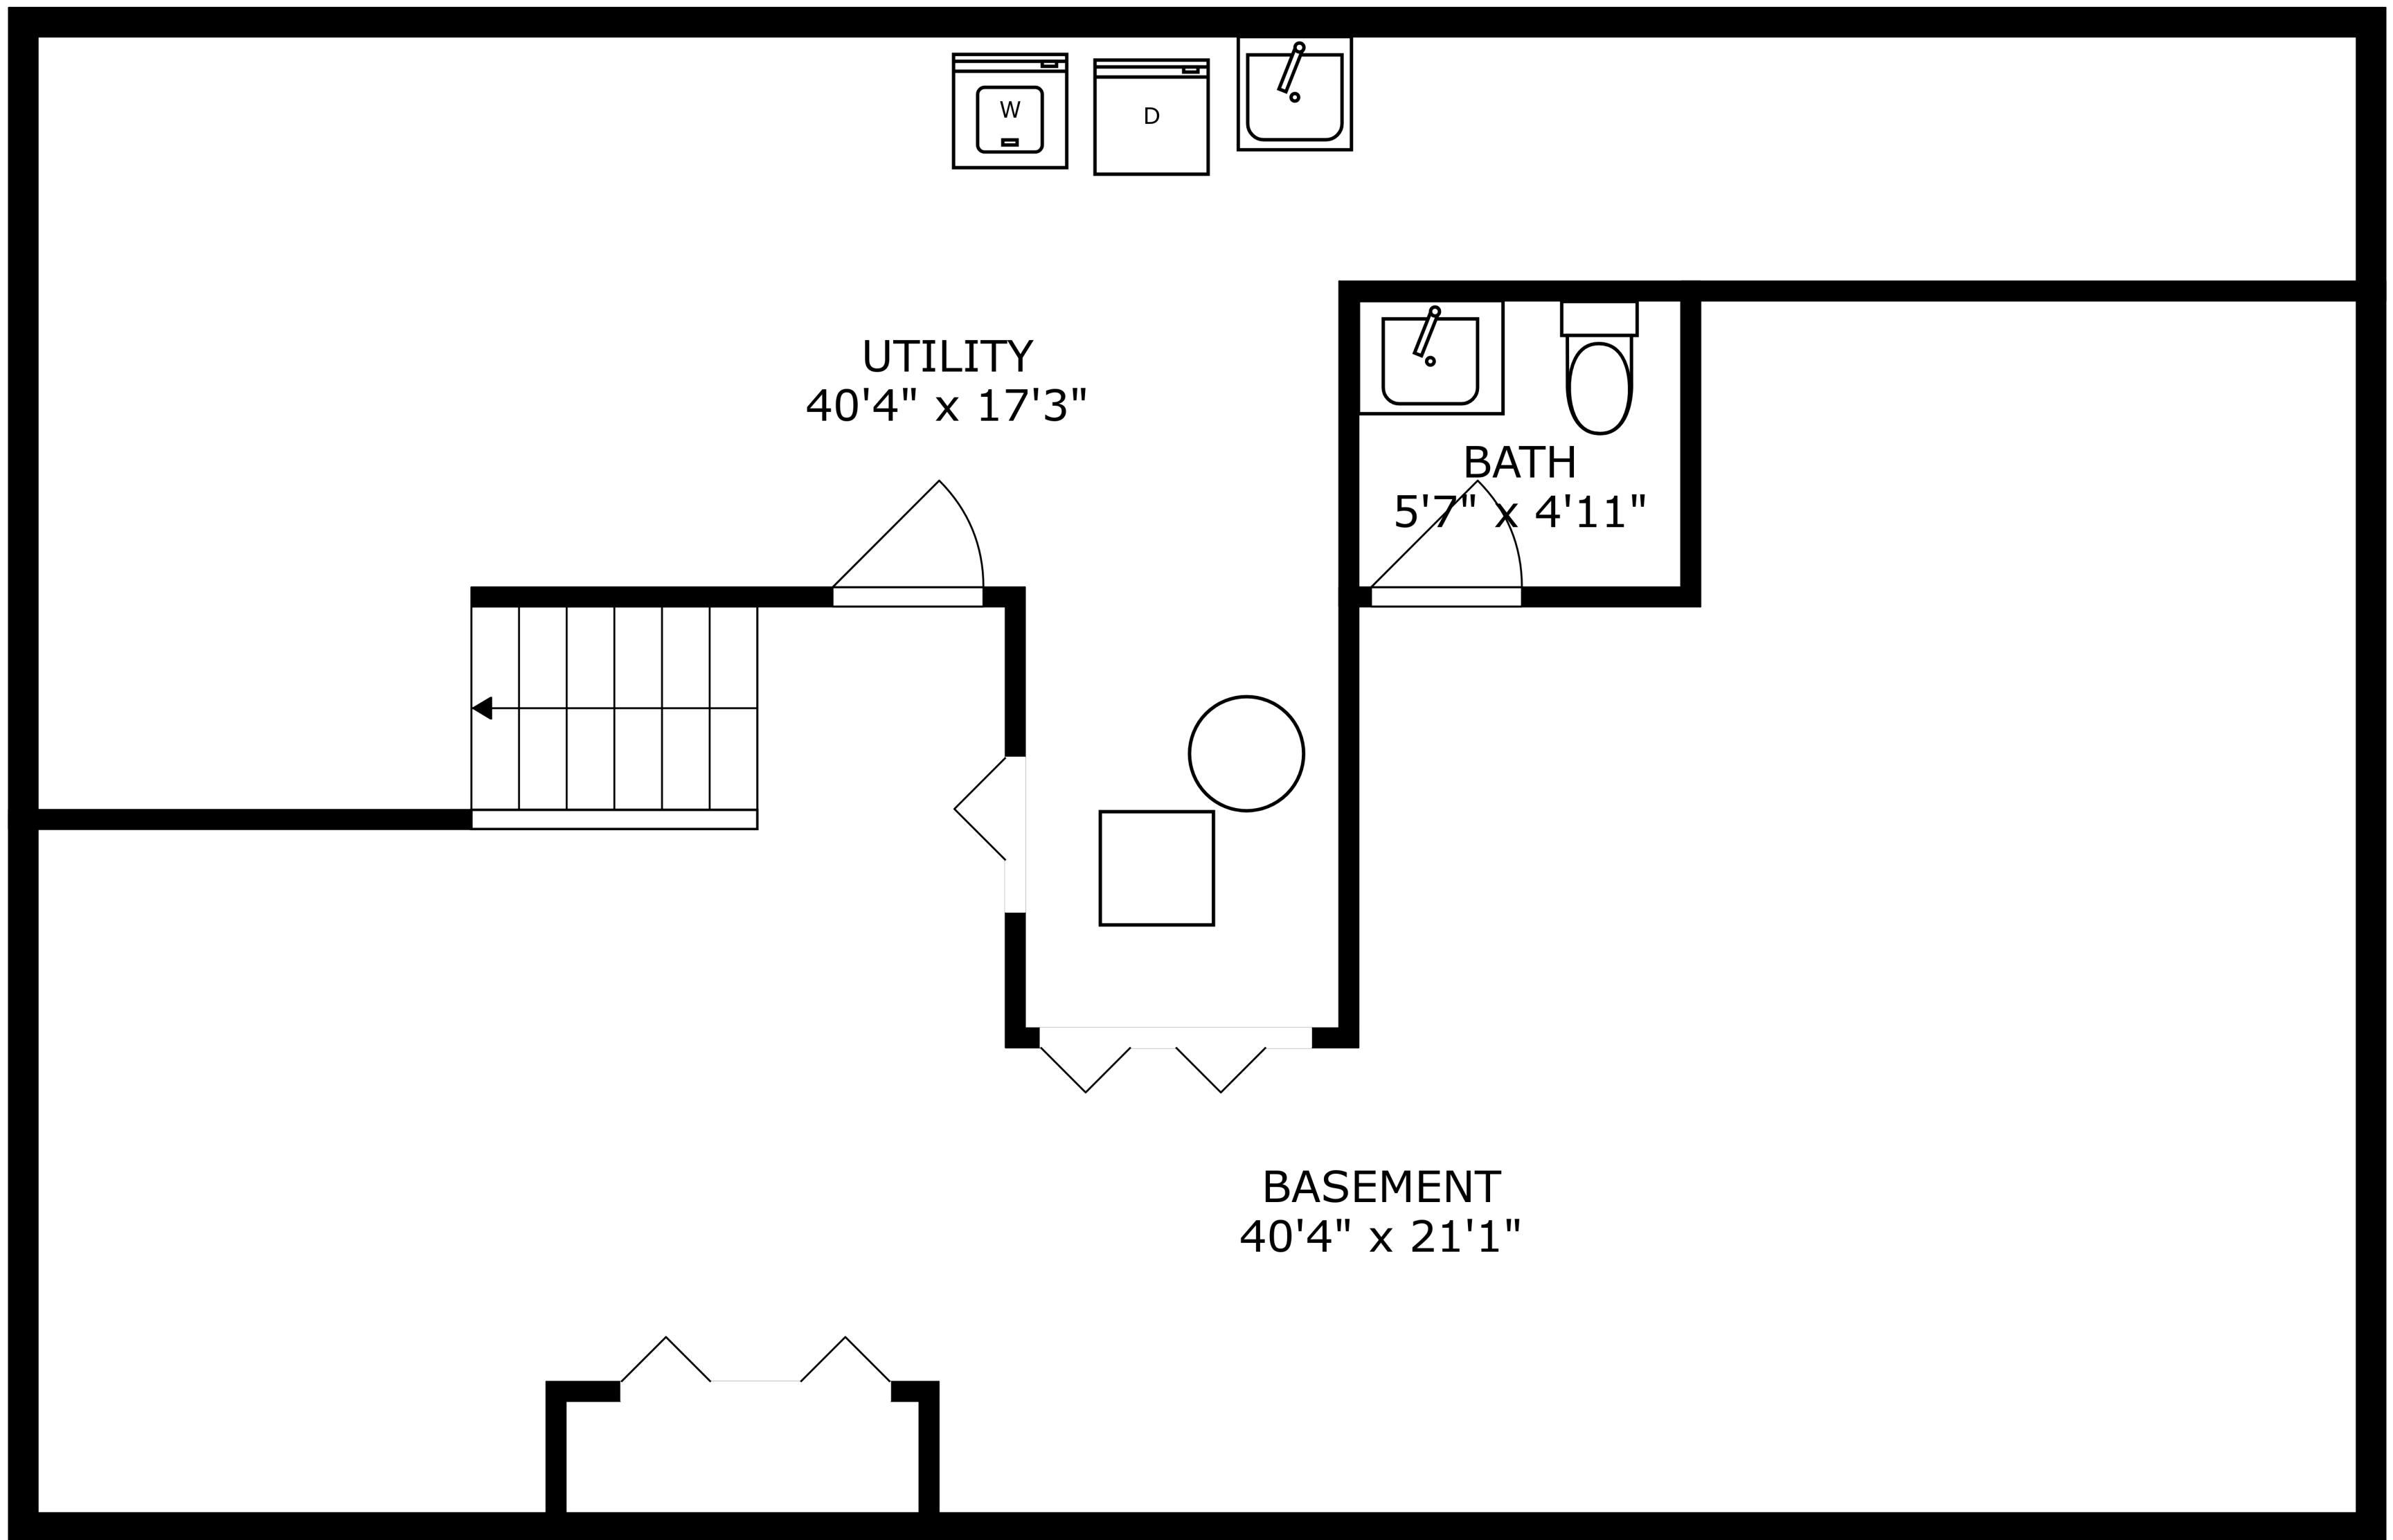 W
D
UTILITY
40'4" x 17'3"
BATH
5'7" x 4'11"
BASEMENT
40'4" x 21'1"